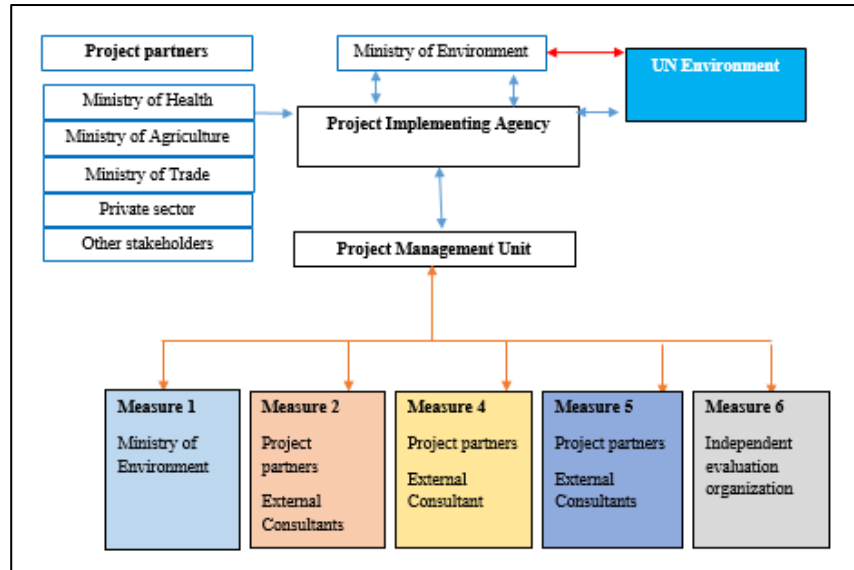 Project partners
Ministry of Health
Ministry of Agriculture
Ministry of Trade
Private sector
Other stakeholders
Ministry of Environment
UN Environment
Project Implementing Agency
Project Management Unit
Measure 1
Ministry of
Environment
Measure 2
Project
partners
External
Consultants
Measure 4
Project partners
External
Consultant
Measure 5
Project partners
External
Consultants
Measure 6
Independent
evaluation
organization